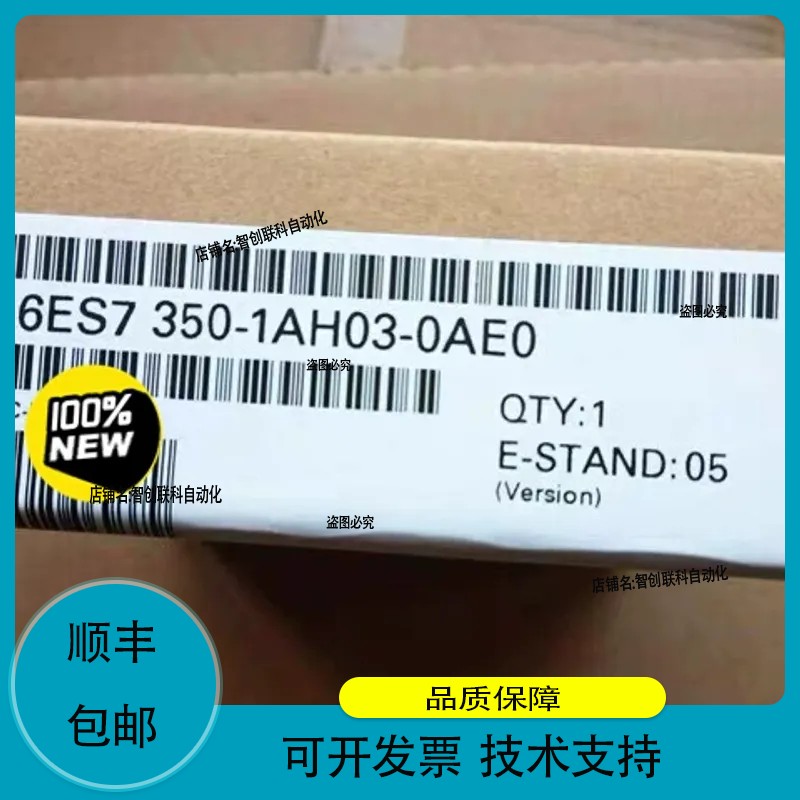 店铺名:智创联科自动化
盗图必究
6ES7 350-1AH03-0AE0
盗图必究
QTY:1
100%
NEW
E-STAND:05
(Version)
店铺名:智创联科自动化
盗图必究
店铺名:智创联科自动化
顺丰
包邮
品质保障
可开发票 技术支持